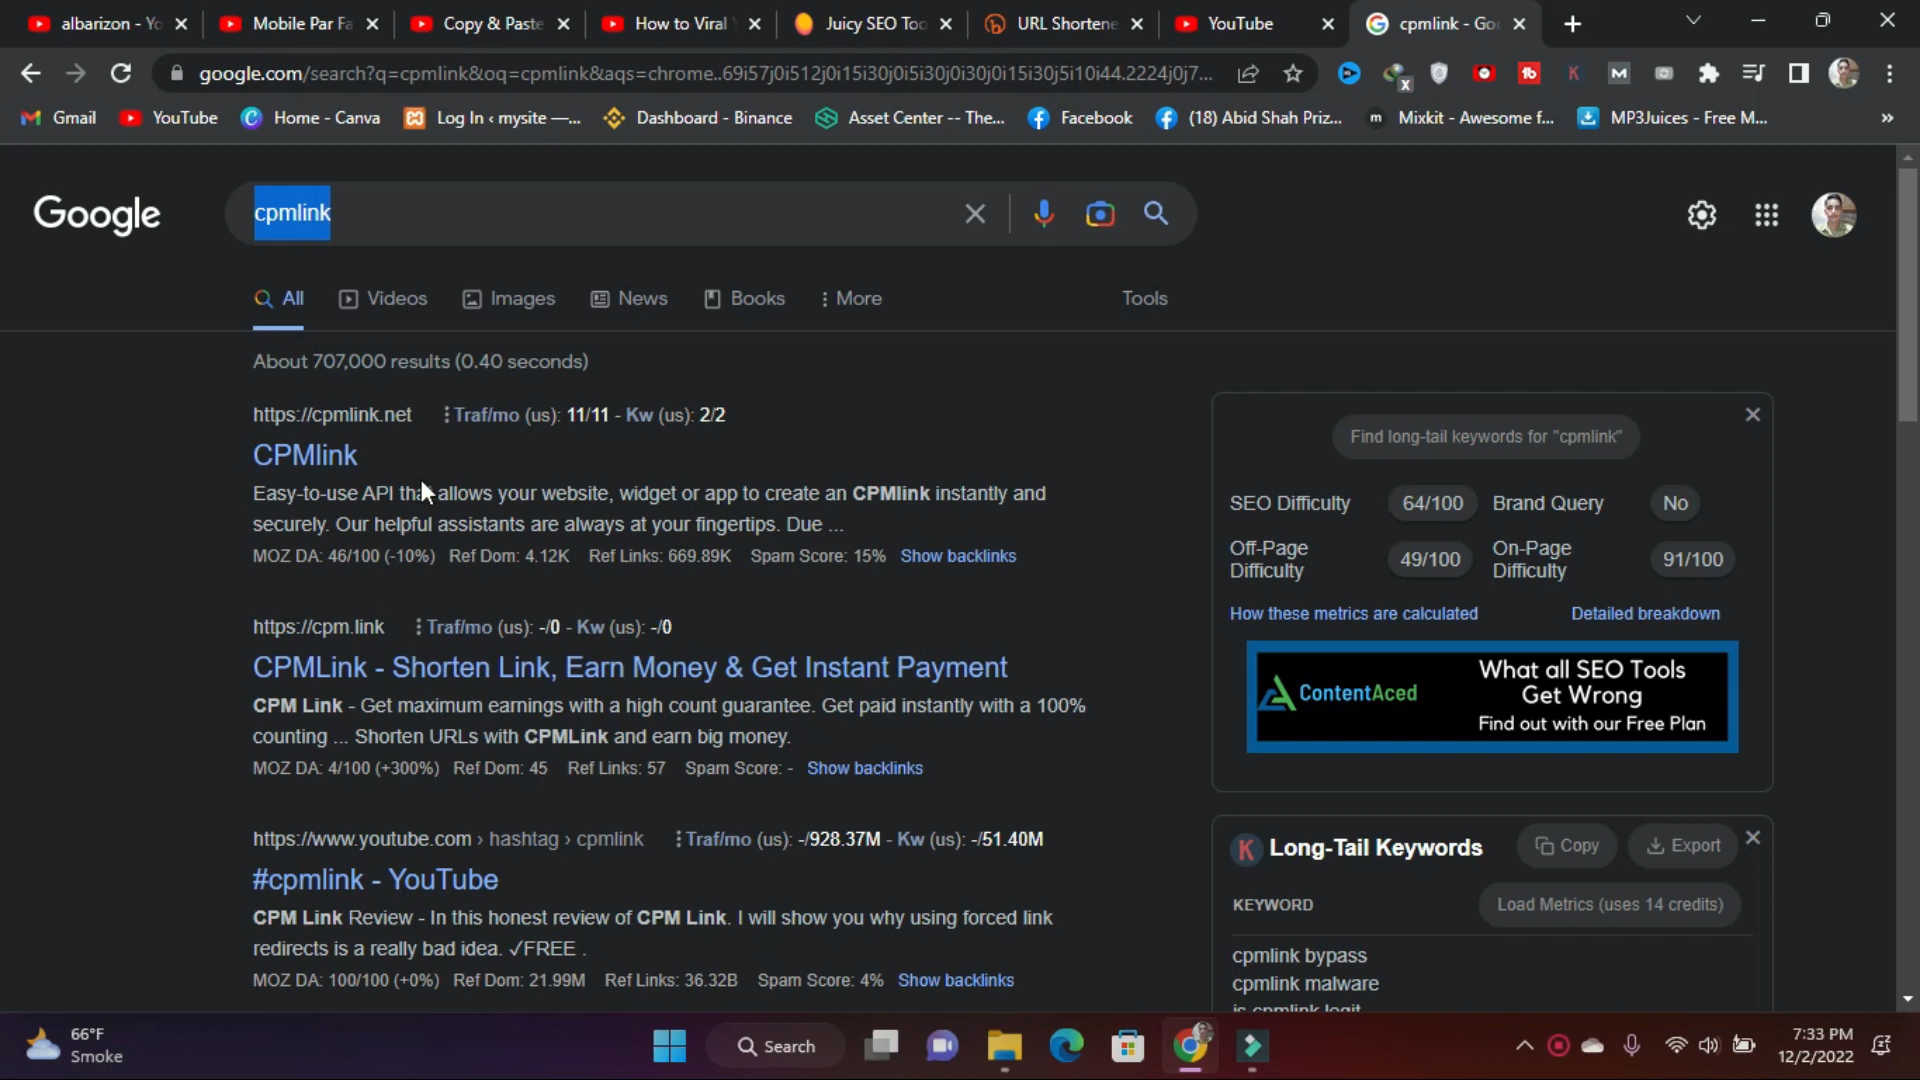 albarizon - Yo
Mobile Par Fa
Copy & Paste
How to Viral
Juicy SEO Too
URL Shortene
YouTube
cpmlink - Goo
google.com/search?q=cpmlink&oq=cpmlink&aqs=chrome..69i57j0i512j0i15i30j0i5i30j0i30j0i15i30j5i10i44.2224j0j7...
Gmail
YouTube
Home - Canva
Log In ‹ mysite —...
Dashboard - Binance
Asset Center -- The...
Facebook
(18) Abid Shah Priz...
Mixkit - Awesome f...
MP3Juices - Free M...
»
Google
cpmlink
All
Videos
Images
News
Books
More
Tools
About 707,000 results (0.40 seconds)
https://cpmlink.net Traf/mo (us): 11/11 - Kw (us): 2/2
CPMlink
Easy-to-use API that allows your website, widget or app to create an CPMlink instantly and
securely. Our helpful assistants are always at your fingertips. Due ...
MOZ DA: 46/100 (-10%) Ref Dom: 4.12K Ref Links: 669.89K Spam Score: 15% Show backlinks
https://cpm.link Traf/mo (us): -/0 - Kw (us): -/0
CPMLink - Shorten Link, Earn Money & Get Instant Payment
CPM Link - Get maximum earnings with a high count guarantee. Get paid instantly with a 100%
counting ... Shorten URLs with CPMLink and earn big money.
MOZ DA: 4/100 (+300%) Ref Dom: 45 Ref Links: 57 Spam Score: - Show backlinks
https://www.youtube.com › hashtag › cpmlink Traf/mo (us): -/928.37M - Kw (us): -/51.40M
#cpmlink - YouTube
CPM Link Review - In this honest review of CPM Link. I will show you why using forced link
redirects is a really bad idea. ✓FREE .
MOZ DA: 100/100 (+0%) Ref Dom: 21.99M Ref Links: 36.32B Spam Score: 4% Show backlinks
Find long-tail keywords for "cpmlink"
SEO Difficulty 64/100 Brand Query No
Off-Page Difficulty 49/100 On-Page Difficulty 91/100
How these metrics are calculated Detailed breakdown
ContentAced
What all SEO Tools
Get Wrong
Find out with our Free Plan
K Long-Tail Keywords Copy Export
KEYWORD Load Metrics (uses 14 credits)
cpmlink bypass
cpmlink malware
is cpmlink legit
66°F
Smoke
Search
7:33 PM
12/2/2022